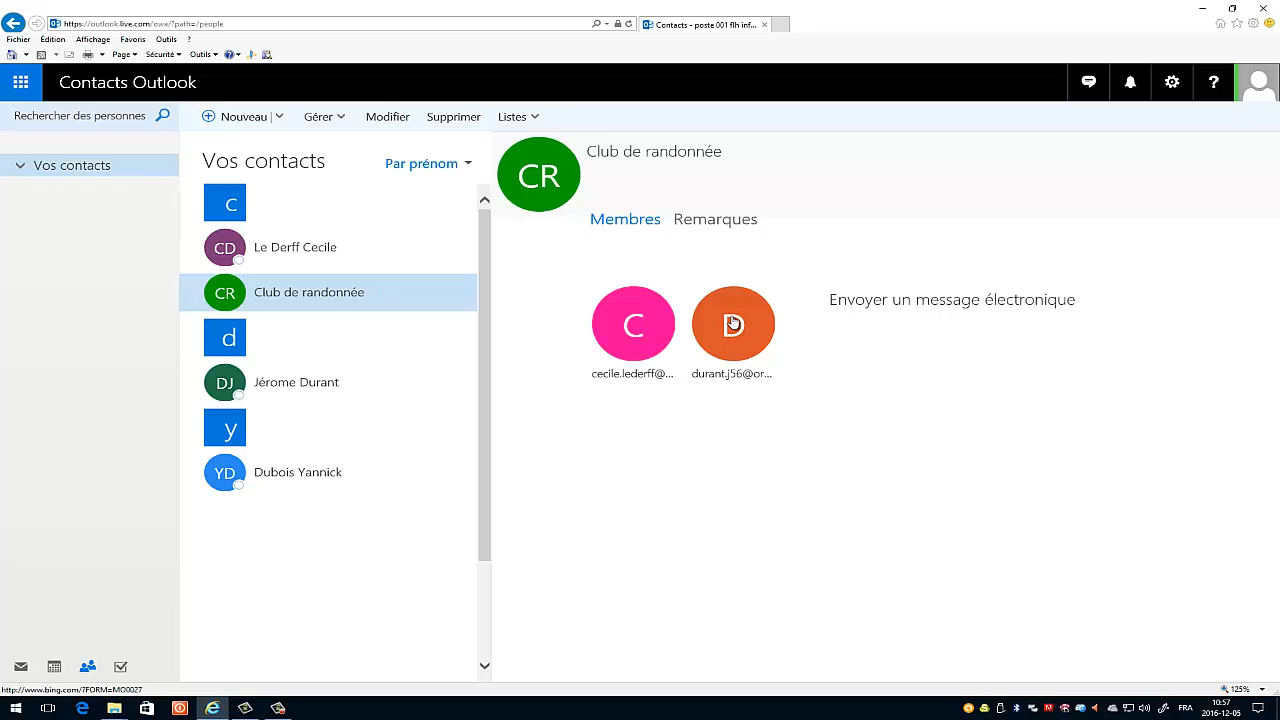 https://outlook.live.com/owa/?path=/people
Contacts - poste 001 flh inf...
Fichier Édition Affichage Favoris Outils ?
Page Sécurité Outils
Contacts Outlook
?
Rechercher des personnes
Nouveau Gérer Modifier Supprimer Listes
Vos contacts
Vos contacts
Par prénom
C
CD Le Derff Cecile
CR Club de randonnée
d
DJ Jérome Durant
y
YD Dubois Yannick
CR
Club de randonnée
Membres Remarques
C
D
cecile.lederff@...
durant.j56@or...
Envoyer un message électronique
http://www.bing.com/?FORM=MO0027
125%
FRA
10:57
2016-12-05